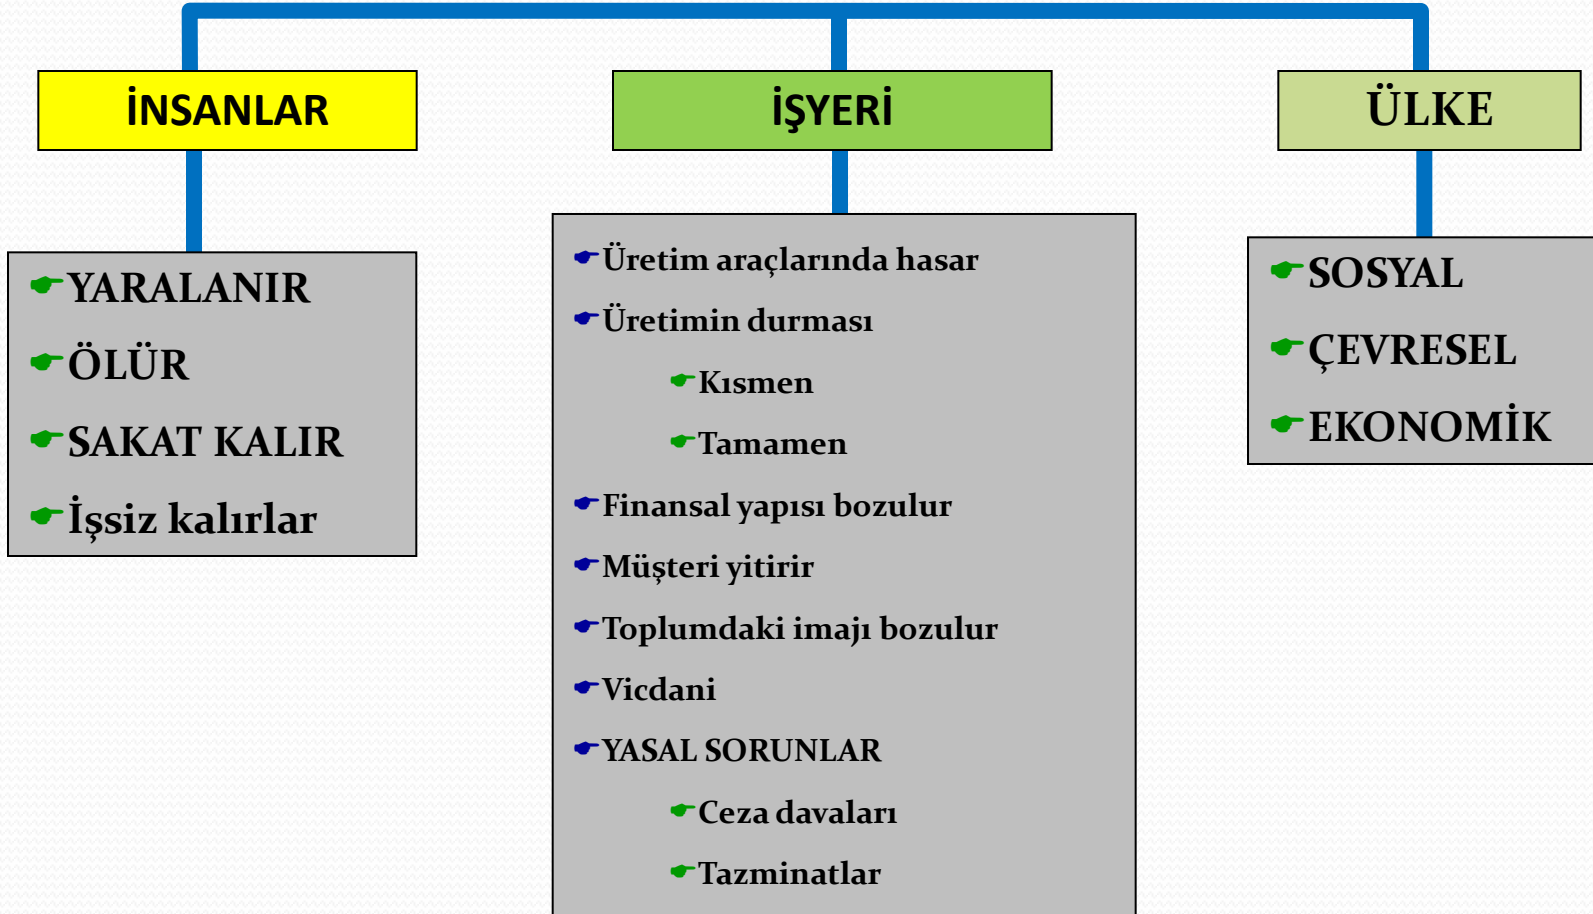 İNSANLAR
YARALANIR
ÖLÜR
SAKAT KALIR
İşsiz kalırlar
İŞYERİ
Üretim araçlarında hasar
Üretimin durması
Kısmen
Tamamen
Finansal yapısı bozulur
Müşteri yitirir
Toplumdaki imajı bozulur
Vicdani
YASAL SORUNLAR
Ceza davaları
Tazminatlar
ÜLKE
SOSYAL
ÇEVRESEL
EKONOMİK